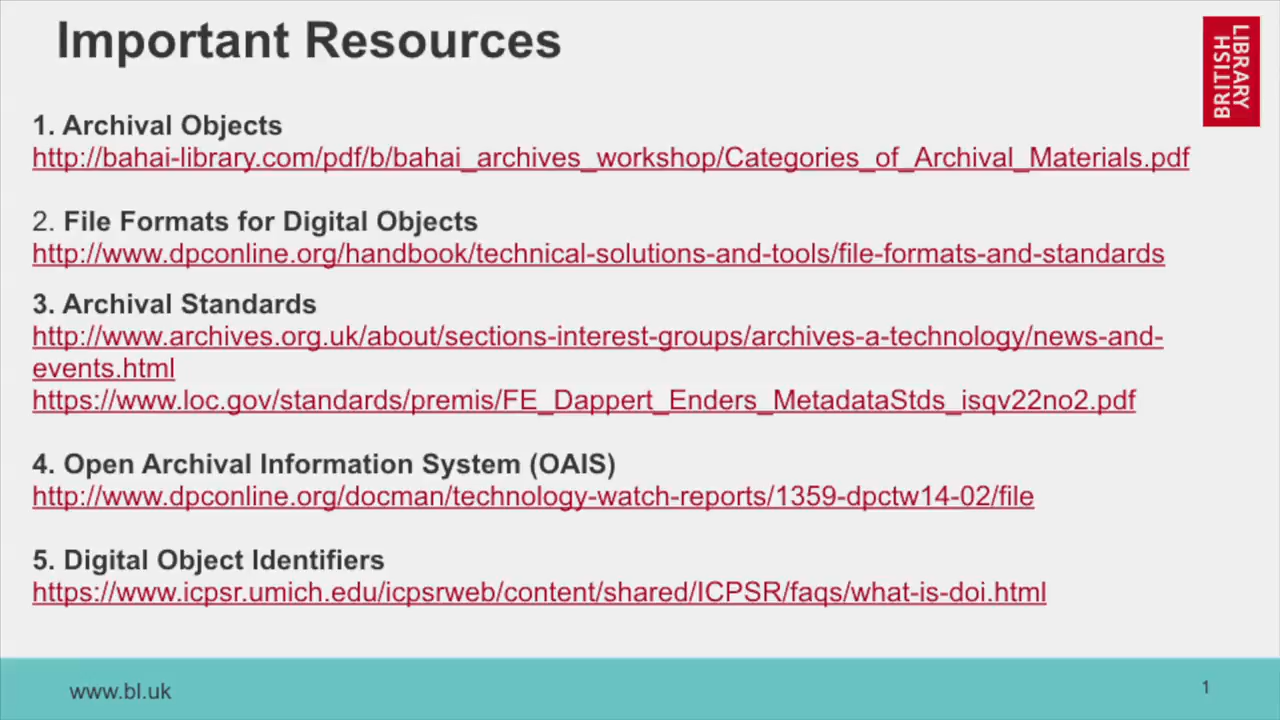 Important Resources
LIBRARY
BRITISH
1. Archival Objects
http://bahai-library.com/pdf/b/bahai_archives_workshop/Categories_of_Archival_Materials.pdf
2. File Formats for Digital Objects
http://www.dpconline.org/handbook/technical-solutions-and-tools/file-formats-and-standards
3. Archival Standards
http://www.archives.org.uk/about/sections-interest-groups/archives-a-technology/news-and-
events.html
https://www.loc.gov/standards/premis/FE_Dappert_Enders_MetadataStds_isqv22no2.pdf
4. Open Archival Information System (OAIS)
http://www.dpconline.org/docman/technology-watch-reports/1359-dpctw14-02/file
5. Digital Object Identifiers
https://www.icpsr.umich.edu/icpsrweb/content/shared/ICPSR/faqs/what-is-doi.html
www.bl.uk
1